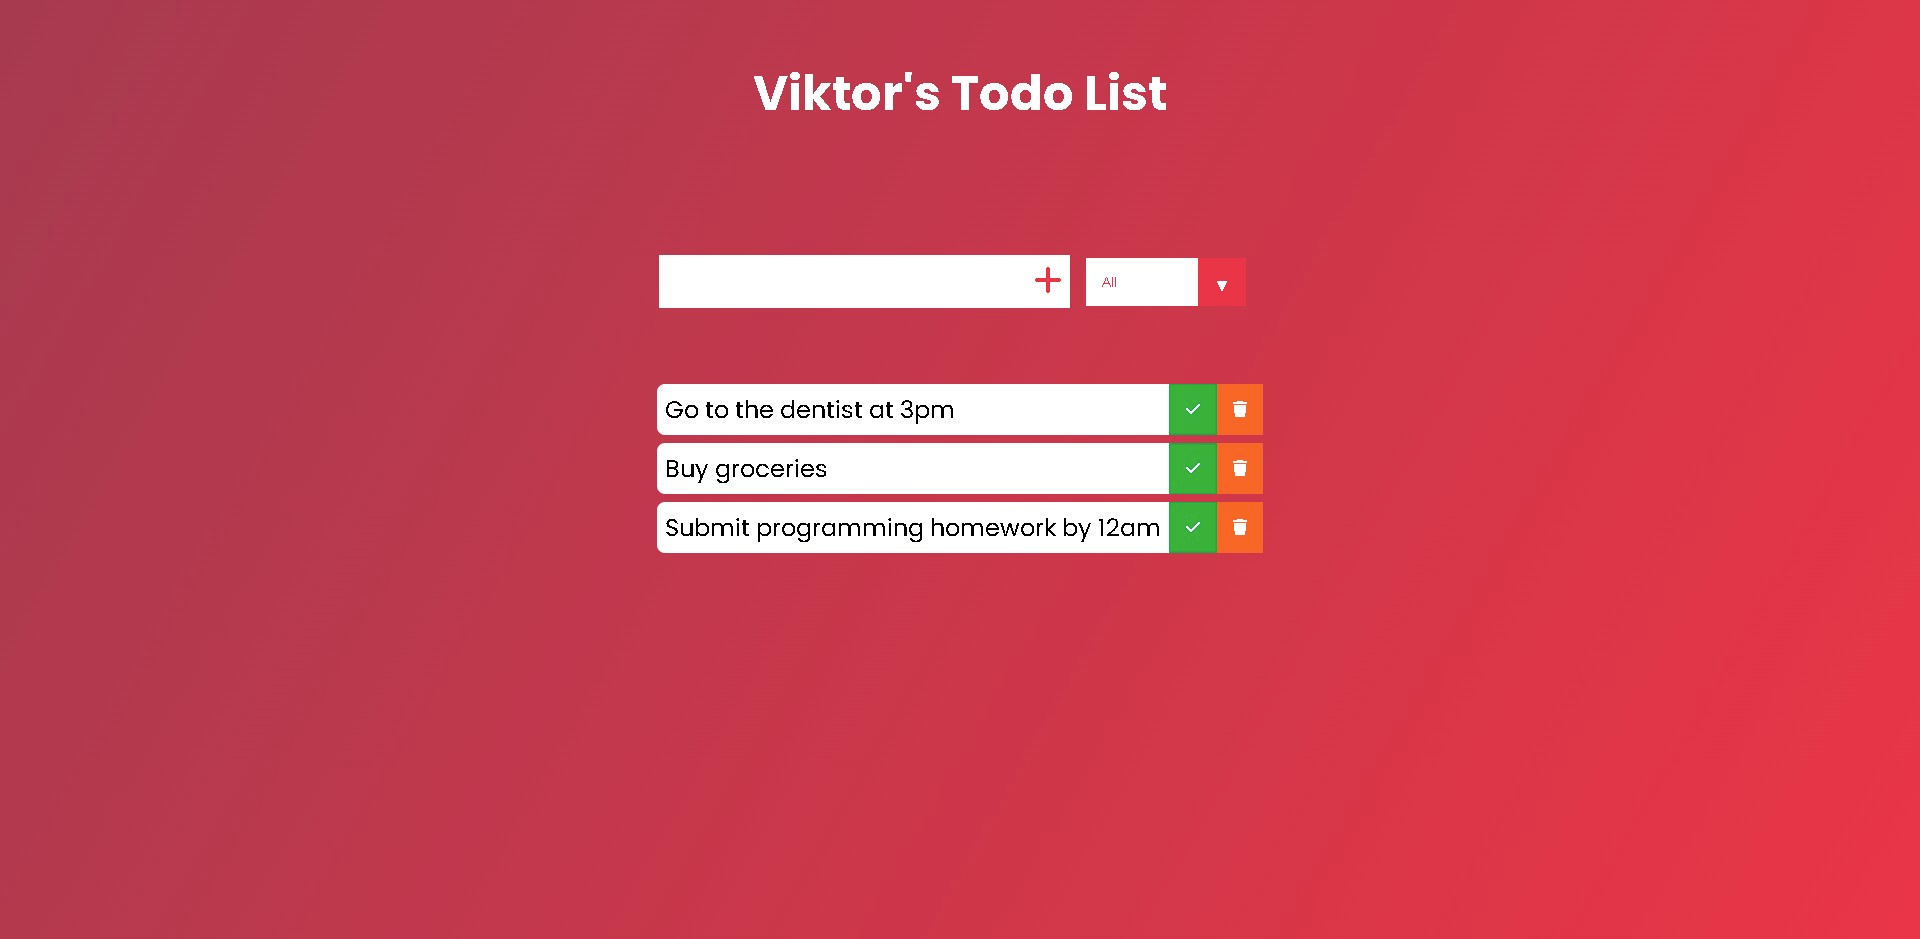 Viktor's Todo List
All
Go to the dentist at 3pm
Buy groceries
Submit programming homework by 12am